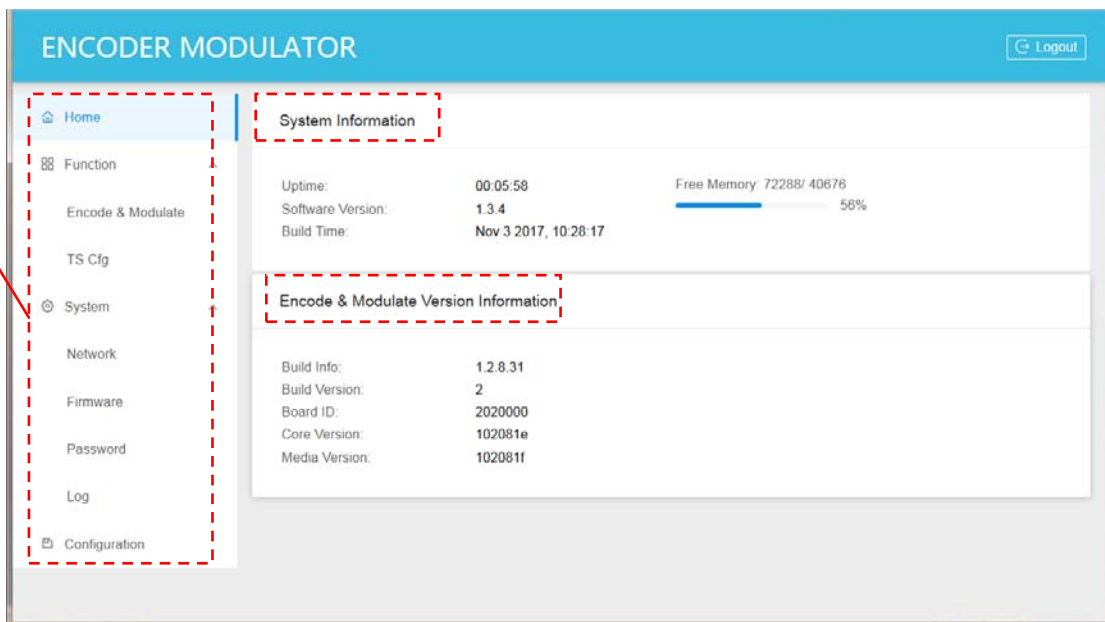 ENCODER MODULATOR
Logout
Home
Function
Encode & Modulate
TS Cfg
System
Network
Firmware
Password
Log
Configuration
System Information
Uptime: 00:05:58
Software Version: 1.3.4
Build Time: Nov 3 2017, 10:28:17
Free Memory: 72288/ 40676
56%
Encode & Modulate Version Information
Build Info: 1.2.8.31
Build Version: 2
Board ID: 2020000
Core Version: 102081e
Media Version: 102081f